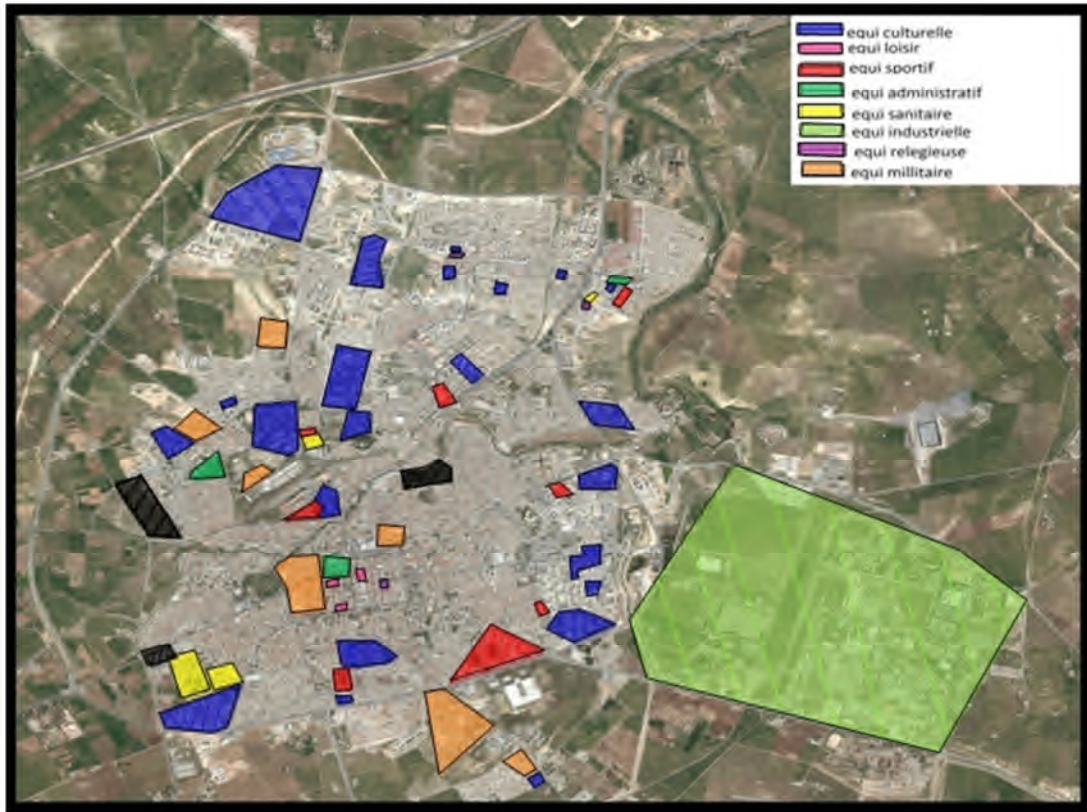 equi culturelle
equi loisir
equi sportif
equi administratif
equi sanitaire
equi industrielle
equi relegieuse
equi millitaire